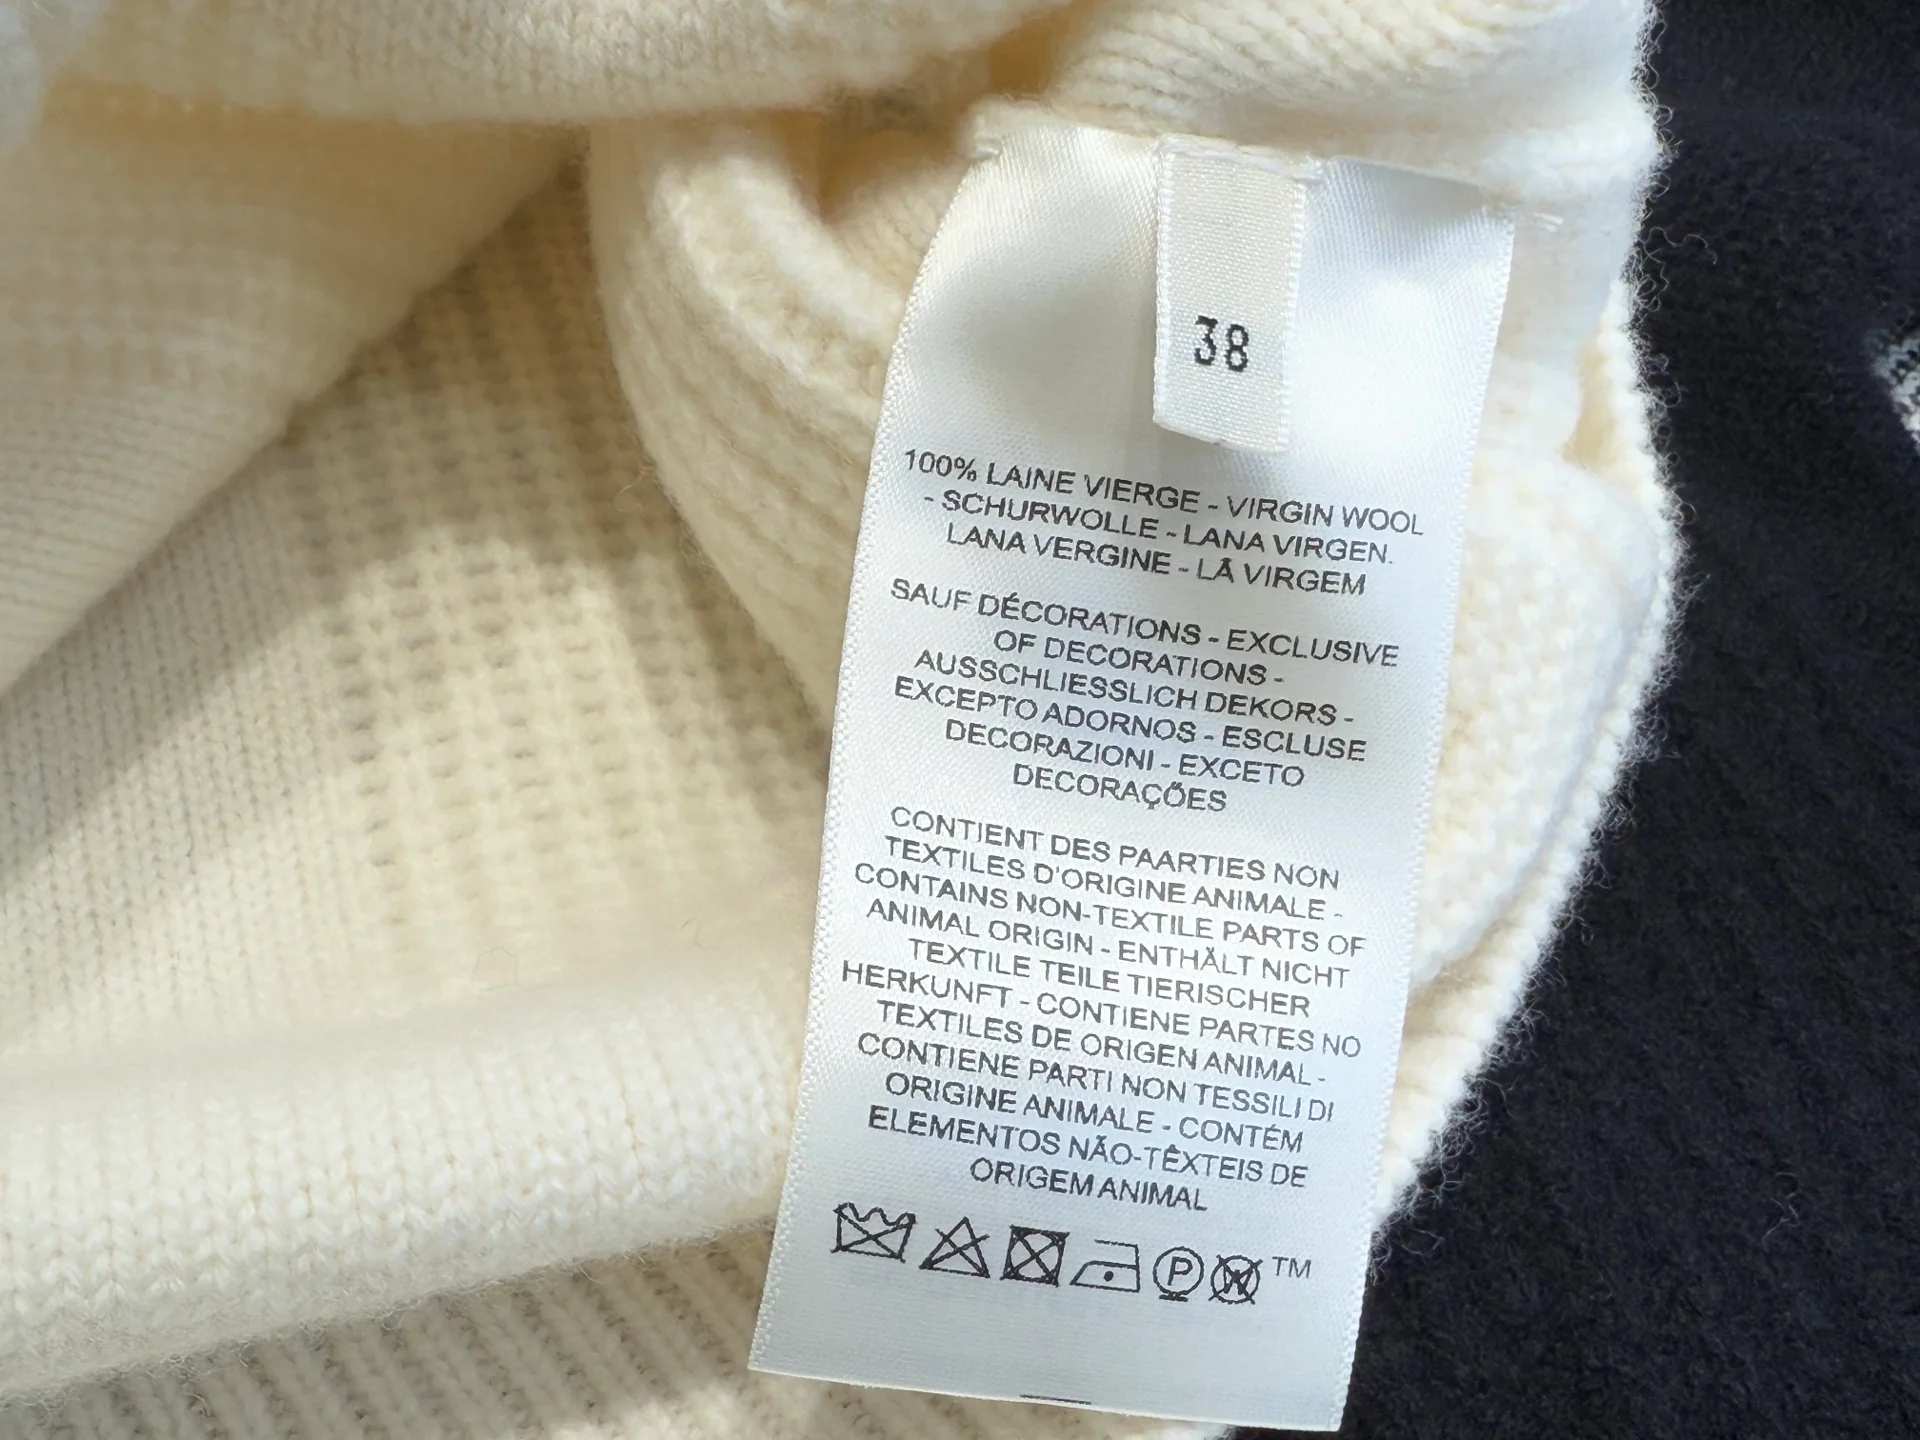 38
100% LAINE VIERGE - VIRGIN WOOL
- SCHURWOLLE - LANA VIRGEN.
LANA VERGINE - LÃ VIRGEM
SAUF DÉCORATIONS - EXCLUSIVE
OF DECORATIONS -
AUSSCHLIESSLICH DEKORS -
EXCEPTO ADORNOS - ESCLUSE
DECORAZIONI - EXCETO
DECORAÇÕES
CONTIENT DES PAARTIES NON
TEXTILES D'ORIGINE ANIMALE -
CONTAINS NON-TEXTILE PARTS OF
ANIMAL ORIGIN - ENTHÄLT NICHT
TEXTILE TEILE TIERISCHER
HERKUNFT - CONTIENE PARTES NO
TEXTILES DE ORIGEN ANIMAL -
CONTIENE PARTI NON TESSILI DI
ORIGINE ANIMALE - CONTÉM
ELEMENTOS NÃO-TÊXTEIS DE
ORIGEM ANIMAL
P W TM